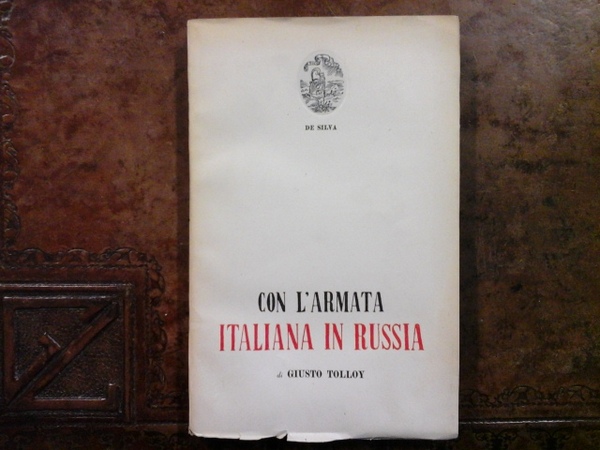 DE SILVA
CON L'ARMATA
ITALIANA IN RUSSIA
di GIUSTO TOLLOY